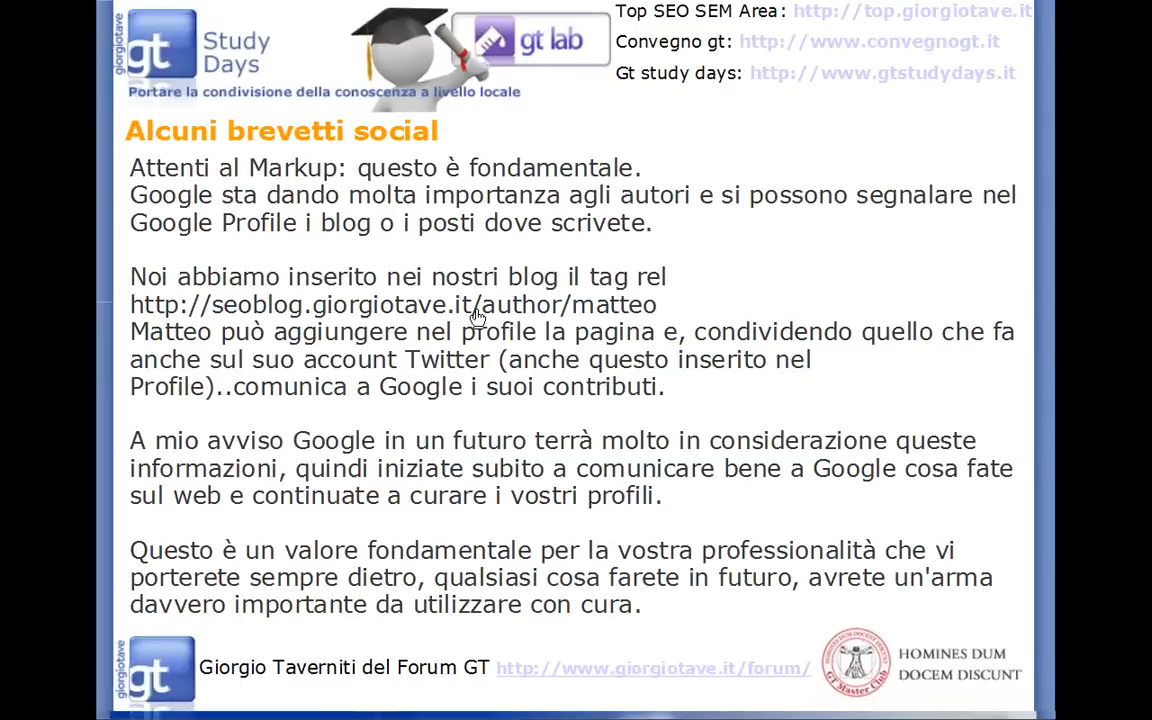 Top SEO SEM Area: http://top.giorgiotave.it
Convegno gt: http://www.convegnogt.it
Gt study days: http://www.gtstudydays.it
giorgiotave
gt
Study
Days
gt lab
Portare la condivisione della conoscenza a livello locale
Alcuni brevetti social
Attenti al Markup: questo è fondamentale.
Google sta dando molta importanza agli autori e si possono segnalare nel
Google Profile i blog o i posti dove scrivete.
Noi abbiamo inserito nei nostri blog il tag rel
http://seoblog.giorgiotave.it/author/matteo
Matteo può aggiungere nel profile la pagina e, condividendo quello che fa
anche sul suo account Twitter (anche questo inserito nel
Profile)..comunica a Google i suoi contributi.
A mio avviso Google in un futuro terrà molto in considerazione queste
informazioni, quindi iniziate subito a comunicare bene a Google cosa fate
sul web e continuate a curare i vostri profili.
Questo è un valore fondamentale per la vostra professionalità che vi
porterete sempre dietro, qualsiasi cosa farete in futuro, avrete un'arma
davvero importante da utilizzare con cura.
giorgiotave
gt
Giorgio Taverniti del Forum GT http://www.giorgiotave.it/forum/
HOMINES DUM DOCENT DISCUNT
GT Master Club
HOMINES DUM
DOCEM DISCUNT